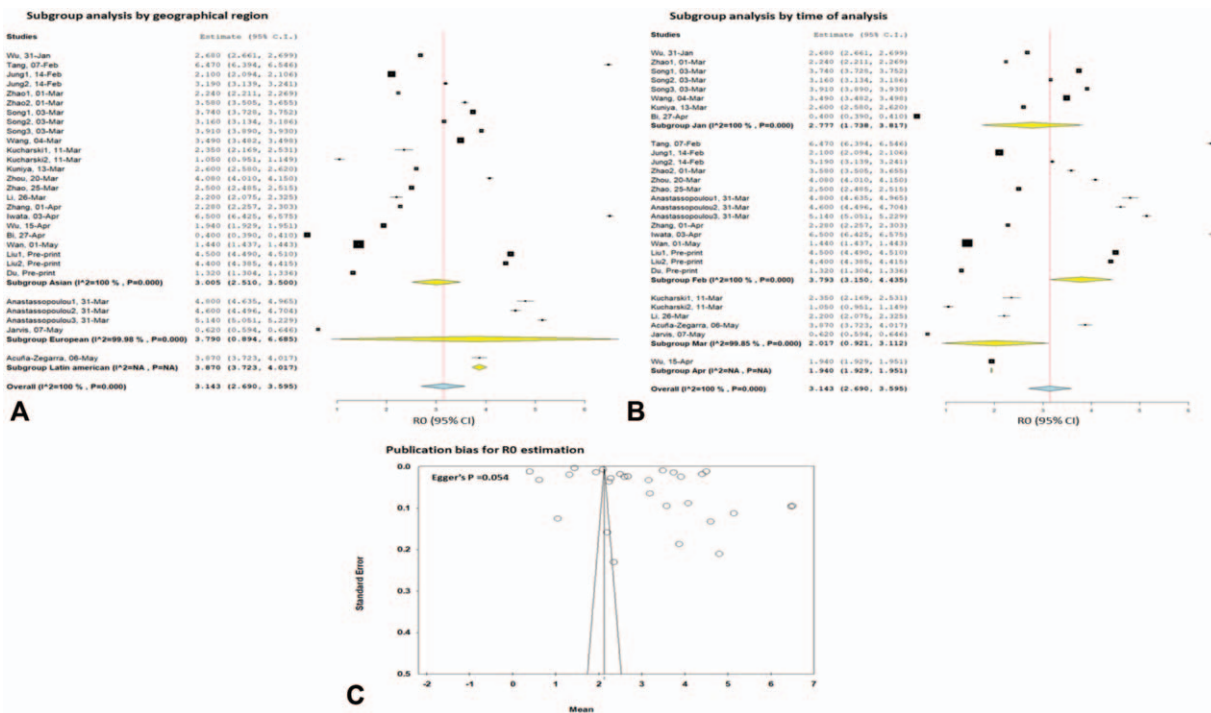 Subgroup analysis by geographical region
Studies Estimate (95% C.I.)
Wu, 31-Jan 2.680 (2.661, 2.699)
Tang, 07-Feb 6.470 (6.394, 6.546)
Jung1, 14-Feb 2.100 (2.094, 2.106)
Jung2, 14-Feb 3.190 (3.139, 3.241)
Zhao1, 01-Mar 2.240 (2.211, 2.269)
Zhao2, 01-Mar 3.580 (3.505, 3.655)
Song1, 03-Mar 3.740 (3.728, 3.752)
Song2, 03-Mar 3.160 (3.134, 3.186)
Song3, 03-Mar 3.910 (3.890, 3.930)
Wang, 04-Mar 3.490 (3.482, 3.498)
Kucharski1, 11-Mar 2.350 (2.169, 2.531)
Kucharski2, 11-Mar 1.050 (0.951, 1.149)
Kuniya, 13-Mar 2.600 (2.580, 2.620)
Zhou, 20-Mar 4.080 (4.010, 4.150)
Zhao, 25-Mar 2.500 (2.485, 2.515)
Li, 26-Mar 2.200 (2.075, 2.325)
Zhang, 01-Apr 2.280 (2.257, 2.303)
Iwata, 03-Apr 6.500 (6.425, 6.575)
Wu, 15-Apr 1.940 (1.929, 1.951)
Bi, 27-Apr 0.400 (0.390, 0.410)
Wan, 01-May 1.440 (1.437, 1.443)
Liu1, Pre-print 4.500 (4.490, 4.510)
Liu2, Pre-print 4.400 (4.385, 4.415)
Du, Pre-print 1.320 (1.304, 1.336)
Subgroup Asian (I^2=100 % , P=0.000) 3.005 (2.510, 3.500)
Anastassopoulou1, 31-Mar 4.800 (4.635, 4.965)
Anastassopoulou2, 31-Mar 4.600 (4.496, 4.704)
Anastassopoulou3, 31-Mar 5.140 (5.051, 5.229)
Jarvis, 07-May 0.620 (0.594, 0.646)
Subgroup European (I^2=99.98 % , P=0.000) 3.790 (0.894, 6.685)
Acuña-Zegarra, 06-May 3.870 (3.723, 4.017)
Subgroup Latin american (I^2=NA , P=NA) 3.870 (3.723, 4.017)
Overall (I^2=100 % , P=0.000) 3.143 (2.690, 3.595)
R0 (95% CI)
A
Subgroup analysis by time of analysis
Studies Estimate (95% C.I.)
Wu, 31-Jan 2.680 (2.661, 2.699)
Zhao1, 01-Mar 2.240 (2.211, 2.269)
Song1, 03-Mar 3.740 (3.728, 3.752)
Song2, 03-Mar 3.160 (3.134, 3.186)
Song3, 03-Mar 3.910 (3.890, 3.930)
Wang, 04-Mar 3.490 (3.482, 3.498)
Kuniya, 13-Mar 2.600 (2.580, 2.620)
Bi, 27-Apr 0.400 (0.390, 0.410)
Subgroup Jan (I^2=100 % , P=0.000) 2.777 (1.738, 3.817)
Tang, 07-Feb 6.470 (6.394, 6.546)
Jung1, 14-Feb 2.100 (2.094, 2.106)
Jung2, 14-Feb 3.190 (3.139, 3.241)
Zhao2, 01-Mar 3.580 (3.505, 3.655)
Zhou, 20-Mar 4.080 (4.010, 4.150)
Zhao, 25-Mar 2.500 (2.485, 2.515)
Anastassopoulou1, 31-Mar 4.800 (4.635, 4.965)
Anastassopoulou2, 31-Mar 4.600 (4.496, 4.704)
Anastassopoulou3, 31-Mar 5.140 (5.051, 5.229)
Zhang, 01-Apr 2.280 (2.257, 2.303)
Iwata, 03-Apr 6.500 (6.425, 6.575)
Wan, 01-May 1.440 (1.437, 1.443)
Liu1, Pre-print 4.500 (4.490, 4.510)
Liu2, Pre-print 4.400 (4.385, 4.415)
Du, Pre-print 1.320 (1.304, 1.336)
Subgroup Feb (I^2=100 % , P=0.000) 3.793 (3.150, 4.435)
Kucharski1, 11-Mar 2.350 (2.169, 2.531)
Kucharski2, 11-Mar 1.050 (0.951, 1.149)
Li, 26-Mar 2.200 (2.075, 2.325)
Acuña-Zegarra, 06-May 3.870 (3.723, 4.017)
Jarvis, 07-May 0.620 (0.594, 0.646)
Subgroup Mar (I^2=99.85 % , P=0.000) 2.017 (0.921, 3.112)
Wu, 15-Apr 1.940 (1.929, 1.951)
Subgroup Apr (I^2=NA , P=NA) 1.940 (1.929, 1.951)
Overall (I^2=100 % , P=0.000) 3.143 (2.690, 3.595)
R0 (95% CI)
B
Publication bias for R0 estimation
Egger's P =0.054
Standard Error
0.0
0.1
0.2
0.3
0.4
0.5
-2 -1 0 1 2 3 4 5 6 7
Mean
C